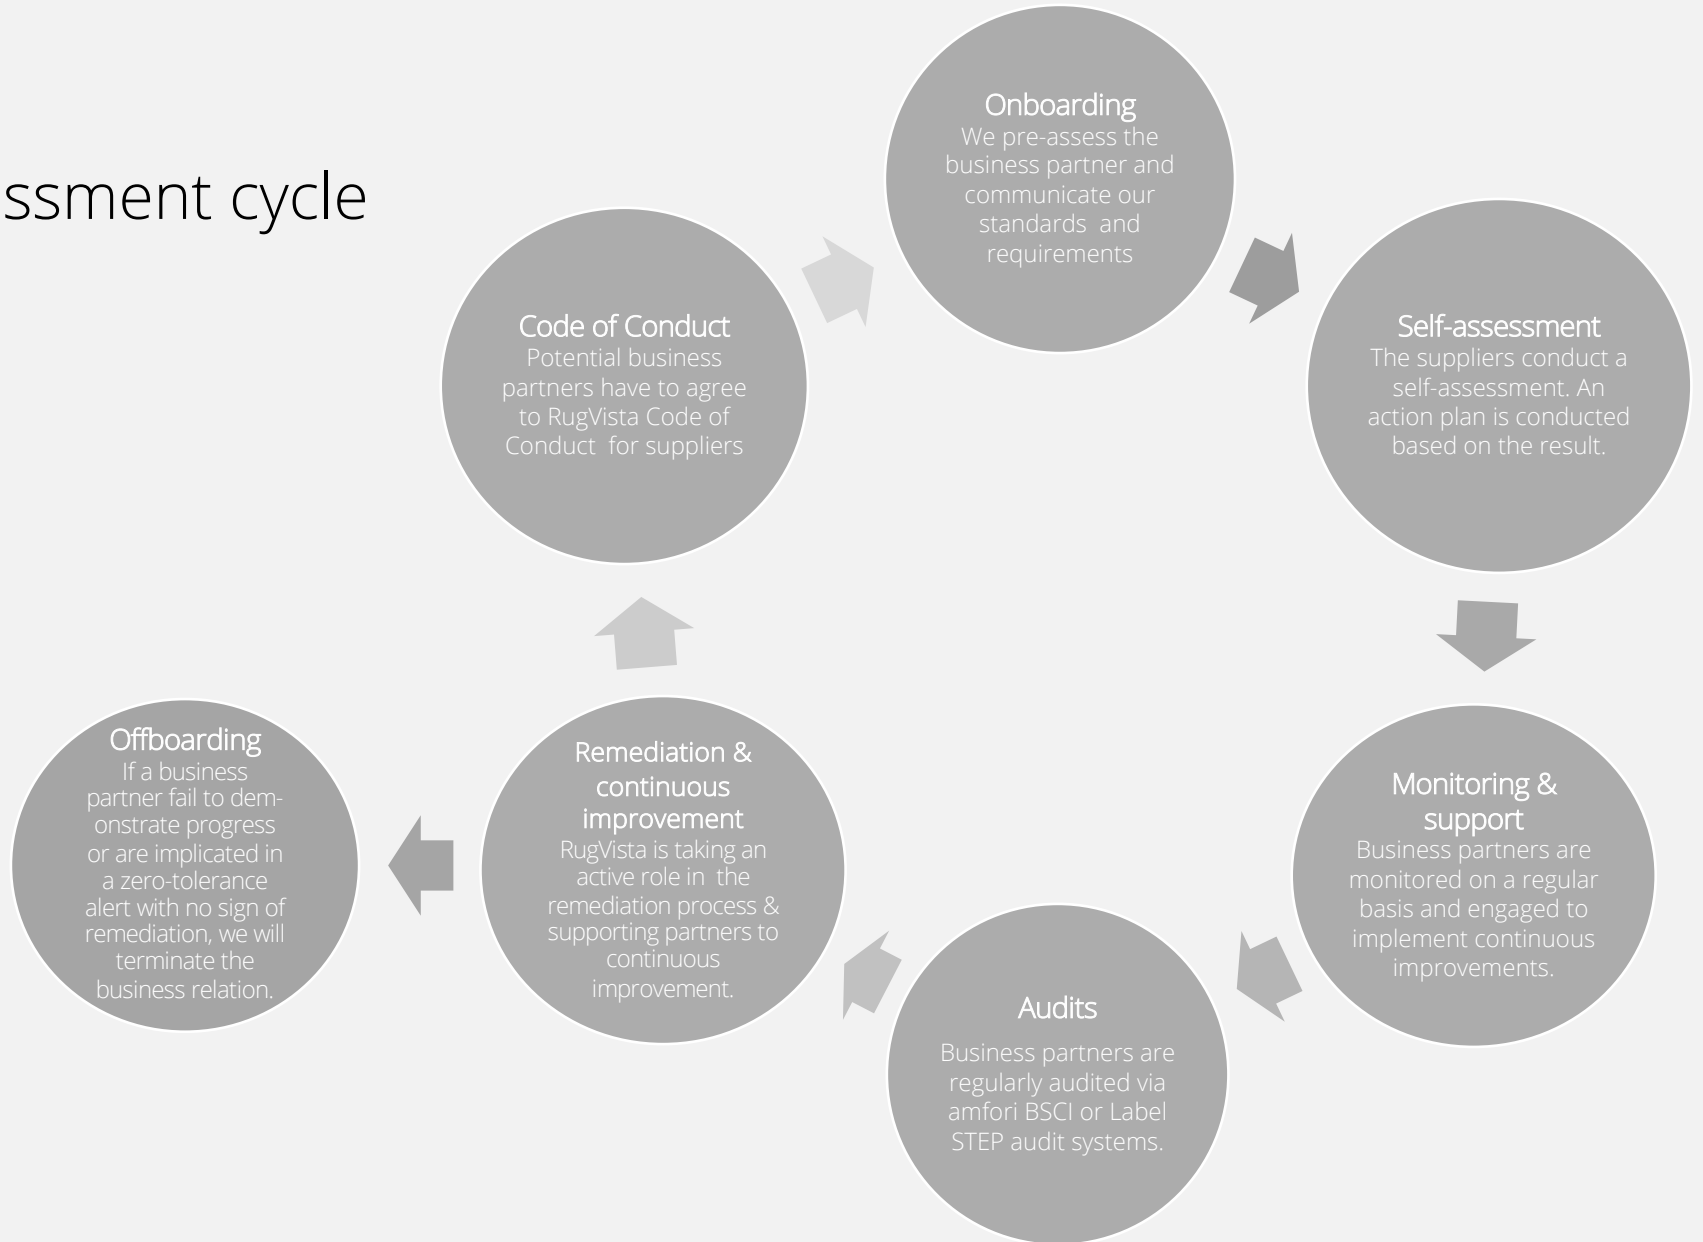 ssment cycle
Onboarding
We pre-assess the
business partner and
communicate our
standards and
requirements
Self-assessment
The suppliers conduct a
self-assessment. An
action plan is conducted
based on the result.
Monitoring &
support
Business partners are
monitored on a regular
basis and engaged to
implement continuous
improvements.
Audits
Business partners are
regularly audited via
amfori BSCI or Label
STEP audit systems.
Remediation &
continuous
improvement
RugVista is taking an
active role in the
remediation process &
supporting partners to
continuous
improvement.
Code of Conduct
Potential business
partners have to agree
to RugVista Code of
Conduct for suppliers
Offboarding
If a business
partner fail to dem-
onstrate progress
or are implicated in
a zero-tolerance
alert with no sign of
remediation, we will
terminate the
business relation.